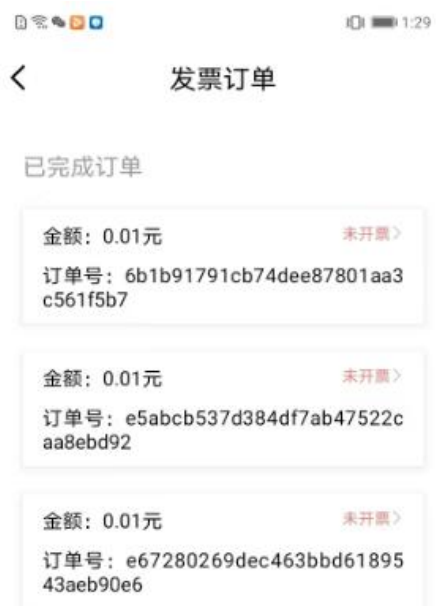 1:29
发票订单
已完成订单
金额：0.01元 未开票>
订单号：6b1b91791cb74dee87801aa3
c561f5b7
金额：0.01元 未开票>
订单号：e5abcb537d384df7ab47522c
aa8ebd92
金额：0.01元 未开票>
订单号：e67280269dec463bbd61895
43aeb90e6